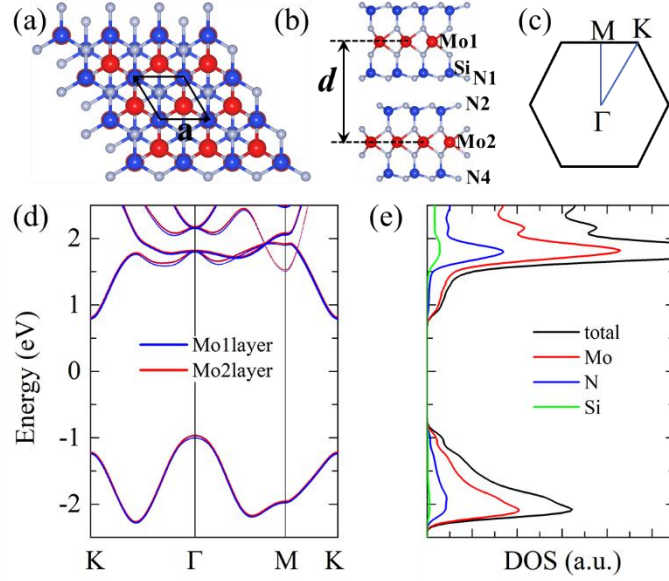 (a)
a
(b)
d
Mo1
Si
N1
N2
Mo2
N4
(c)
M
K
Γ
(d)
2
1
0
-1
-2
Energy (eV)
Mo1layer
Mo2layer
K
Γ
M
K
(e)
total
Mo
N
Si
DOS (a.u.)